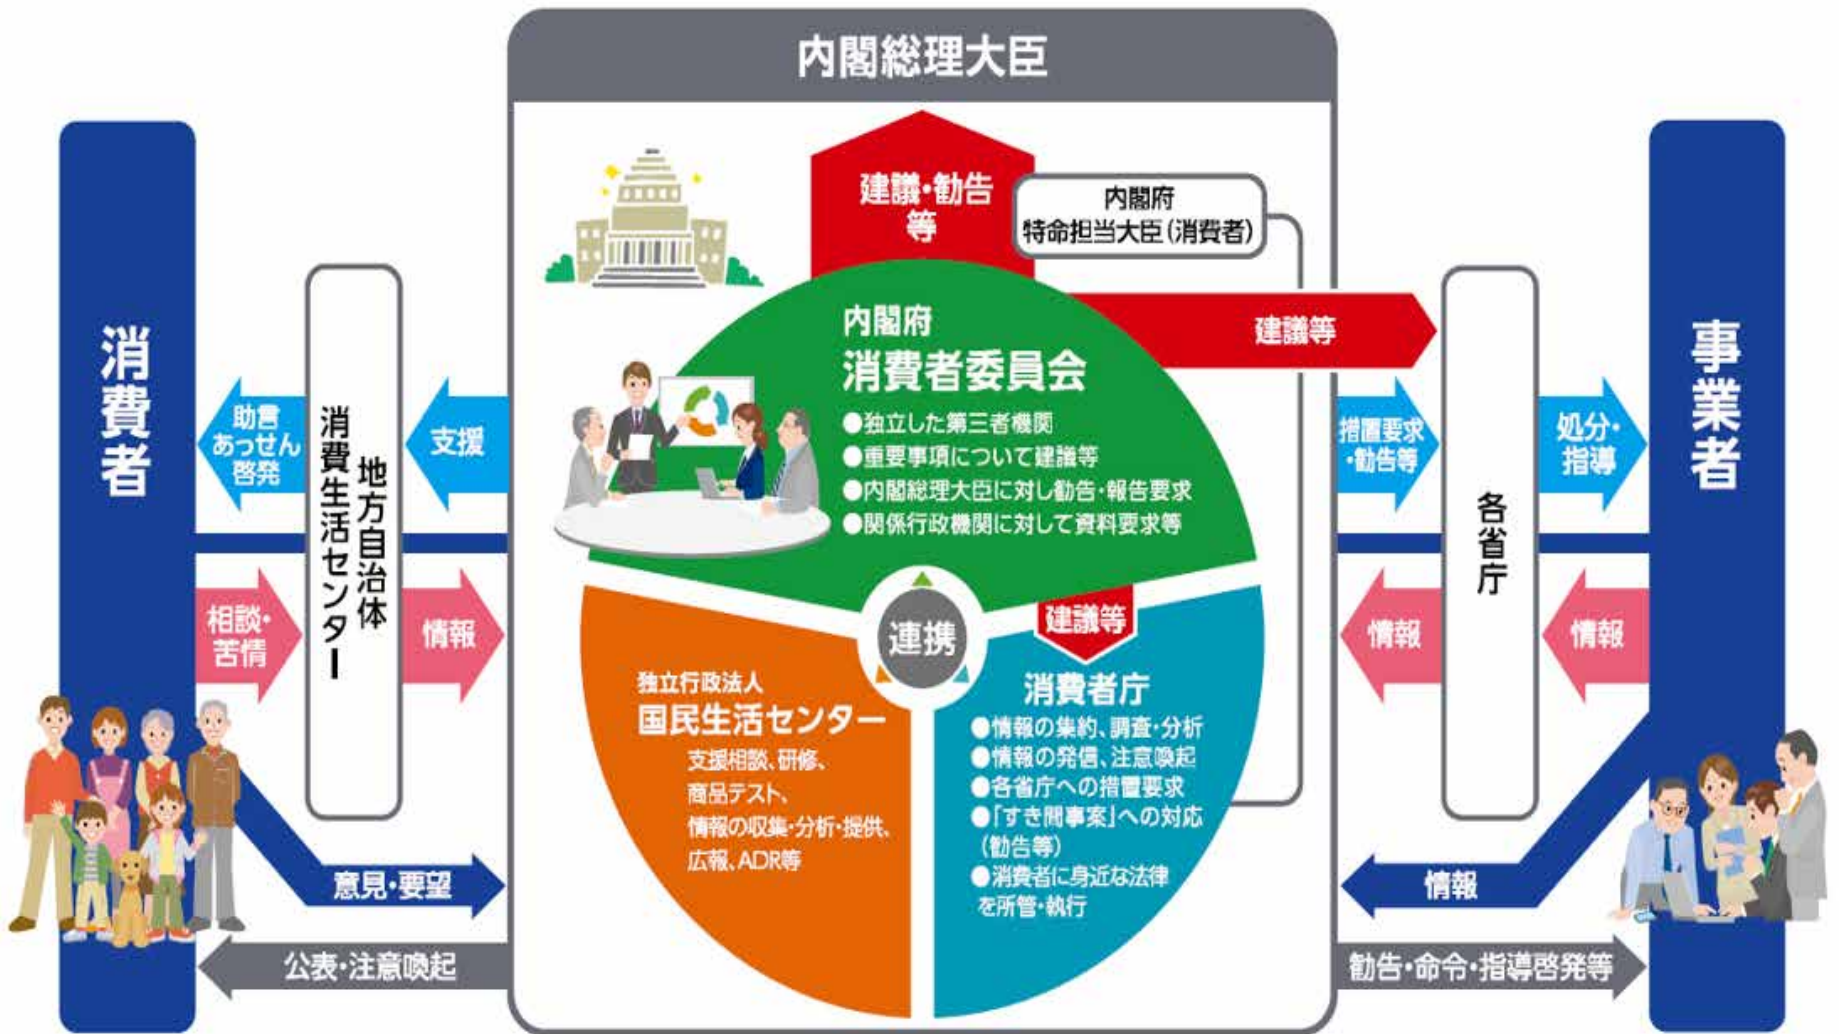 内閣総理大臣
建議・勧告
等
内閣府
特命担当大臣(消費者)
建議等
内閣府
消費者委員会
●独立した第三者機関
●重要事項について建議等
●内閣総理大臣に対し勧告・報告要求
●関係行政機関に対して資料要求等
連携
建議等
独立行政法人
国民生活センター
支援相談、研修、
商品テスト、
情報の収集・分析・提供、
広報、ADR等
消費者庁
●情報の集約、調査・分析
●情報の発信、注意喚起
●各省庁への措置要求
●「すき間事案」への対応
(勧告等)
●消費者に身近な法律
を所管・執行
消費者
助言
あっせん
啓発
相談・
苦情
地方自治体
消費生活センター
支援
情報
意見・要望
公表・注意喚起
措置要求
・勧告等
情報
各省庁
処分・
指導
情報
事業者
情報
勧告・命令・指導啓発等